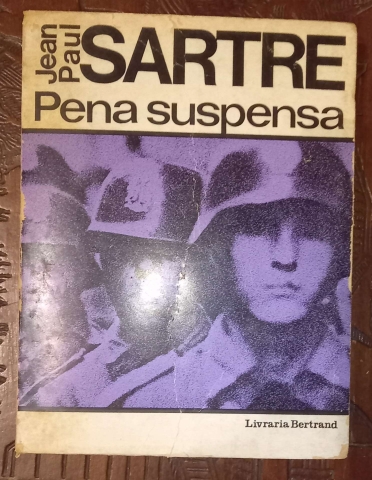 Jean
Paul
SARTRE
Pena suspensa
Livraria Bertrand